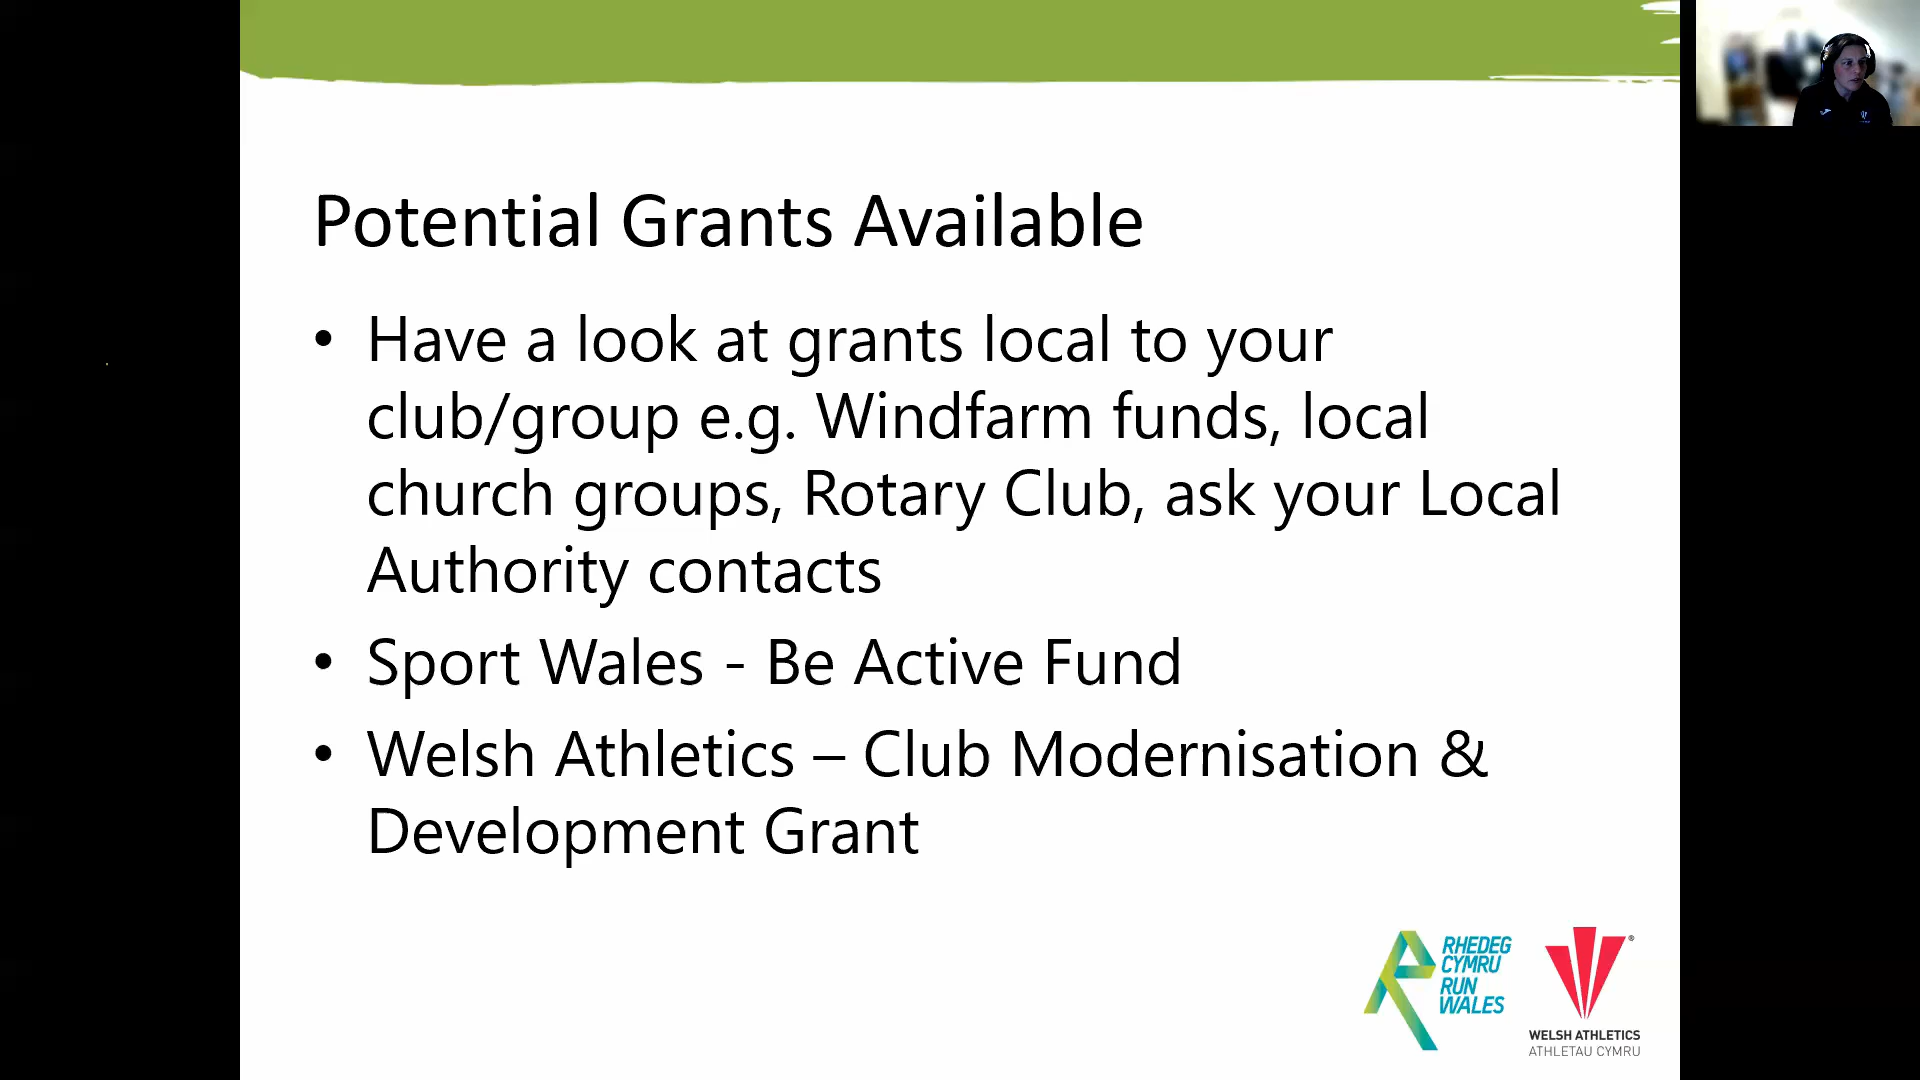 Potential Grants Available
• Have a look at grants local to your
club/group e.g. Windfarm funds, local
church groups, Rotary Club, ask your Local
Authority contacts
• Sport Wales - Be Active Fund
• Welsh Athletics – Club Modernisation &
Development Grant
RHEDEG
CYMRU
RUN
WALES
®
WELSH ATHLETICS
ATHLETAU CYMRU